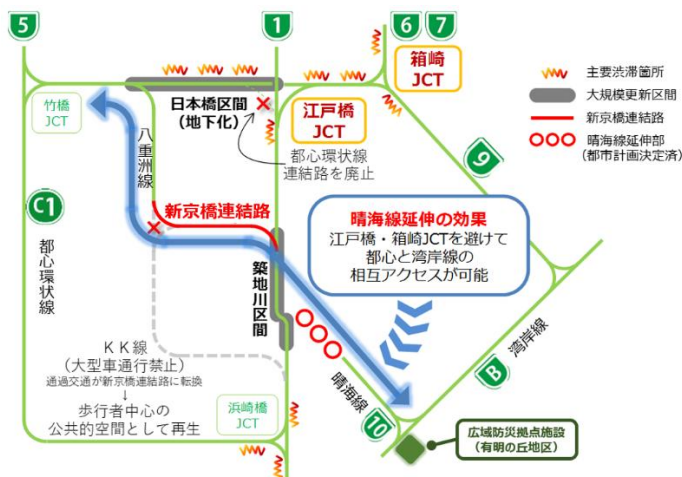 5
1
6
7
箱崎
JCT
主要渋滞箇所
大規模更新区間
新京橋連結路
晴海線延伸部
(都市計画決定済)
竹橋
JCT
日本橋区間
(地下化)
江戸橋
JCT
都心環状線
連結路を廃止
八重洲線
9
C1
都心環状線
新京橋連結路
晴海線延伸の効果
江戸橋・箱崎JCTを避けて
都心と湾岸線の
相互アクセスが可能
築地川区間
湾岸線
B
KK線
(大型車通行禁止)
通過交通が新京橋連結路に転換
↓
歩行者中心の
公共的空間として再生
浜崎橋
JCT
晴海線
10
広域防災拠点施設
(有明の丘地区)